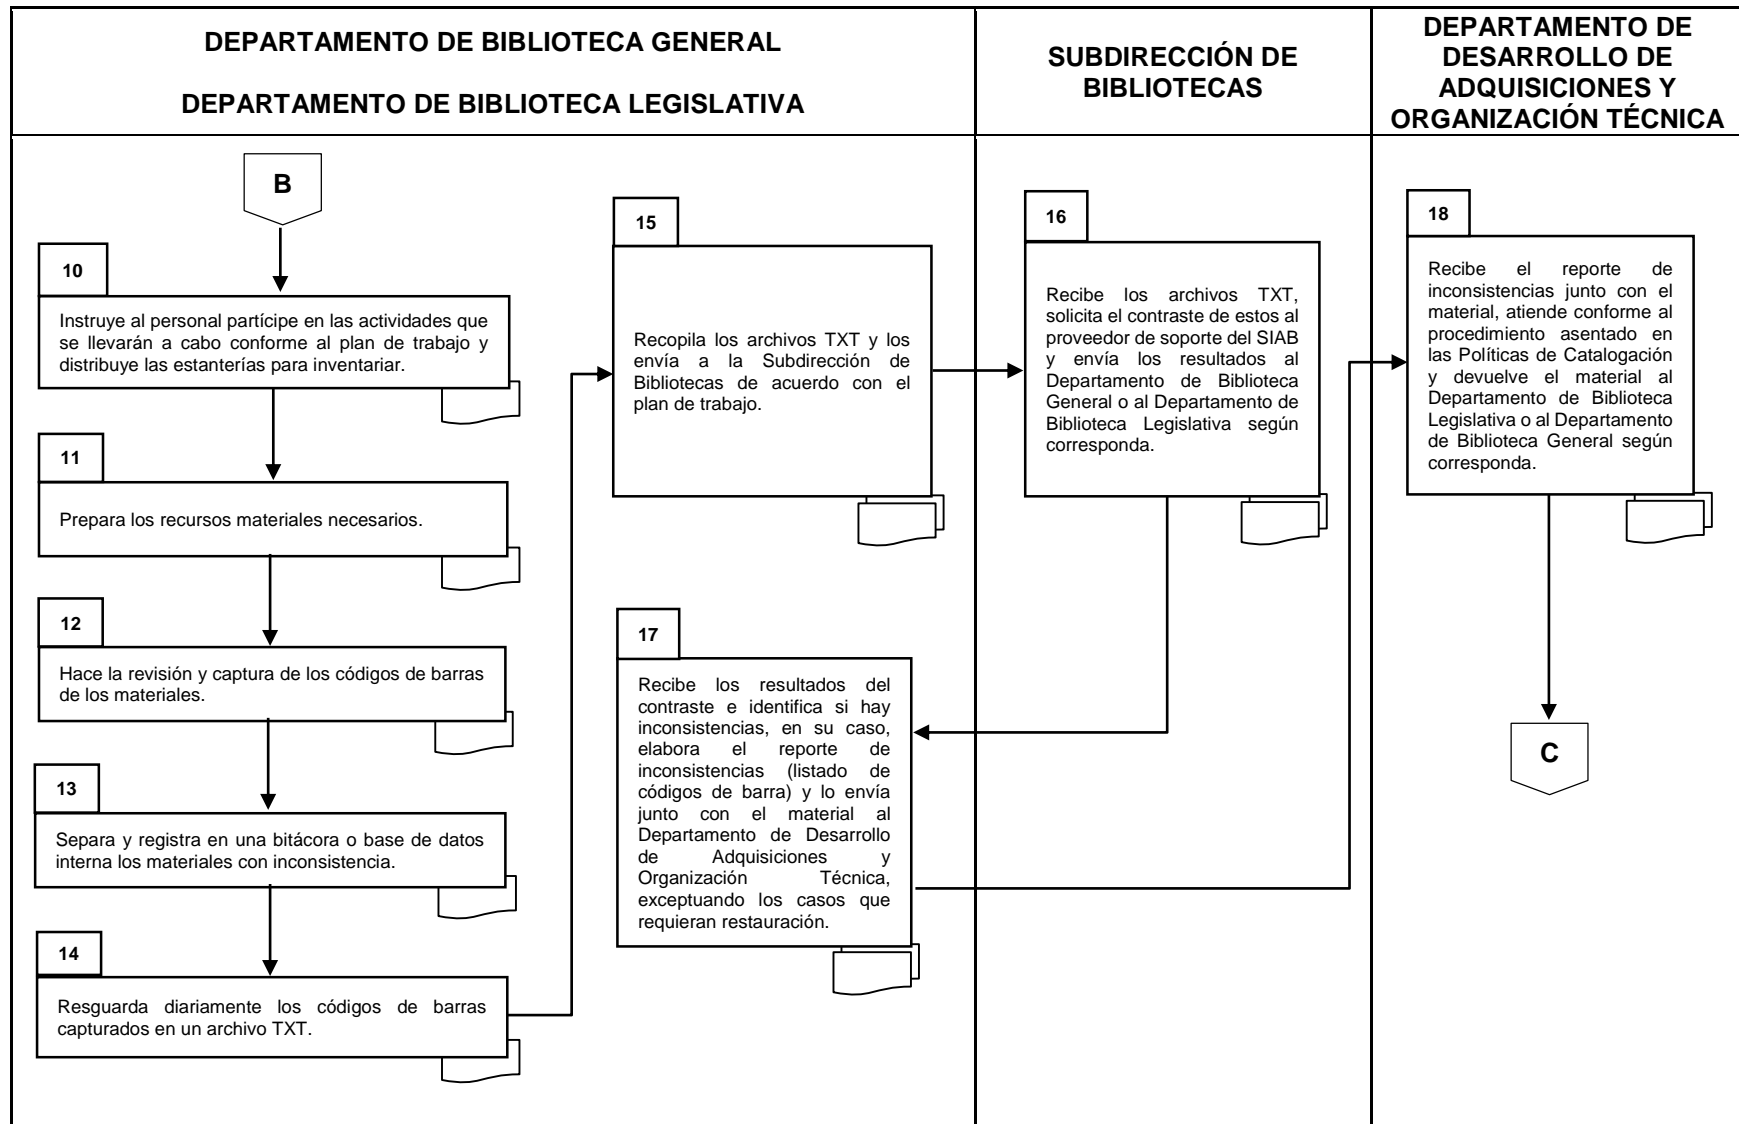 DEPARTAMENTO DE BIBLIOTECA GENERAL
DEPARTAMENTO DE BIBLIOTECA LEGISLATIVA
SUBDIRECCIÓN DE
BIBLIOTECAS
DEPARTAMENTO DE
DESARROLLO DE
ADQUISICIONES Y
ORGANIZACIÓN TÉCNICA
B
10
Instruye al personal partícipe en las actividades que
se llevarán a cabo conforme al plan de trabajo y
distribuye las estanterías para inventariar.
11
Prepara los recursos materiales necesarios.
12
Hace la revisión y captura de los códigos de barras
de los materiales.
13
Separa y registra en una bitácora o base de datos
interna los materiales con inconsistencia.
14
Resguarda diariamente los códigos de barras
capturados en un archivo TXT.
15
Recopila los archivos TXT y los
envía a la Subdirección de
Bibliotecas de acuerdo con el
plan de trabajo.
16
Recibe los archivos TXT,
solicita el contraste de estos al
proveedor de soporte del SIAB
y envía los resultados al
Departamento de Biblioteca
General o al Departamento de
Biblioteca Legislativa según
corresponda.
17
Recibe los resultados del
contraste e identifica si hay
inconsistencias, en su caso,
elabora el reporte de
inconsistencias (listado de
códigos de barra) y lo envía
junto con el material al
Departamento de Desarrollo
de Adquisiciones y
Organización Técnica,
exceptuando los casos que
requieran restauración.
18
Recibe el reporte de
inconsistencias junto con el
material, atiende conforme al
procedimiento asentado en
las Políticas de Catalogación
y devuelve el material al
Departamento de Biblioteca
Legislativa o al Departamento
de Biblioteca General según
corresponda.
C